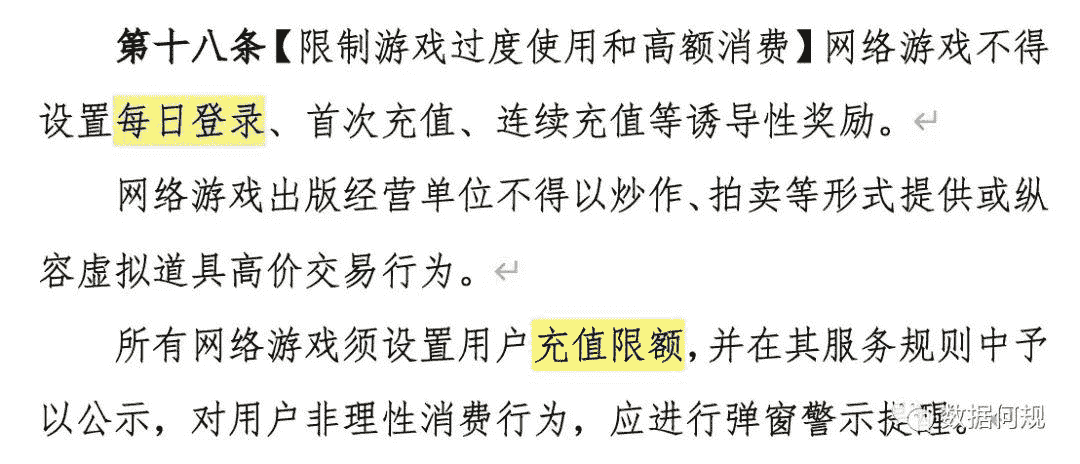 第十八条【限制游戏过度使用和高额消费】网络游戏不得
设置每日登录、首次充值、连续充值等诱导性奖励。↵
网络游戏出版经营单位不得以炒作、拍卖等形式提供或纵
容虚拟道具高价交易行为。↵
所有网络游戏须设置用户充值限额，并在其服务规则中予
以公示，对用户非理性消费行为，应进行弹窗警示提醒。
数据何规